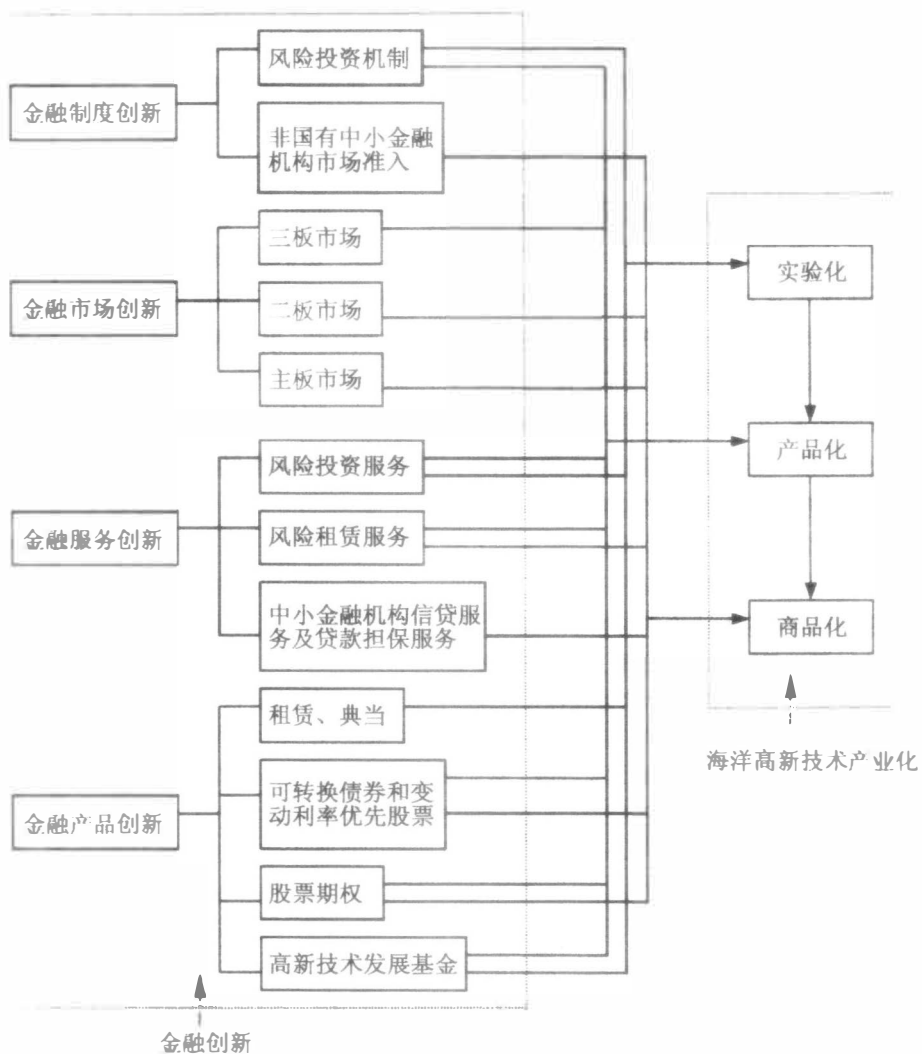 风险投资机制
金融制度创新
非国有中小金融
机构市场准入
三板市场
金融市场创新
二板市场
主板市场
风险投资服务
金融服务创新
风险租赁服务
中小金融机构信贷服
务及贷款担保服务
租赁、典当
金融产品创新
可转换债券和变
动利率优先股票
股票期权
高新技术发展基金
金融创新
实验化
产品化
商品化
海洋高新技术产业化